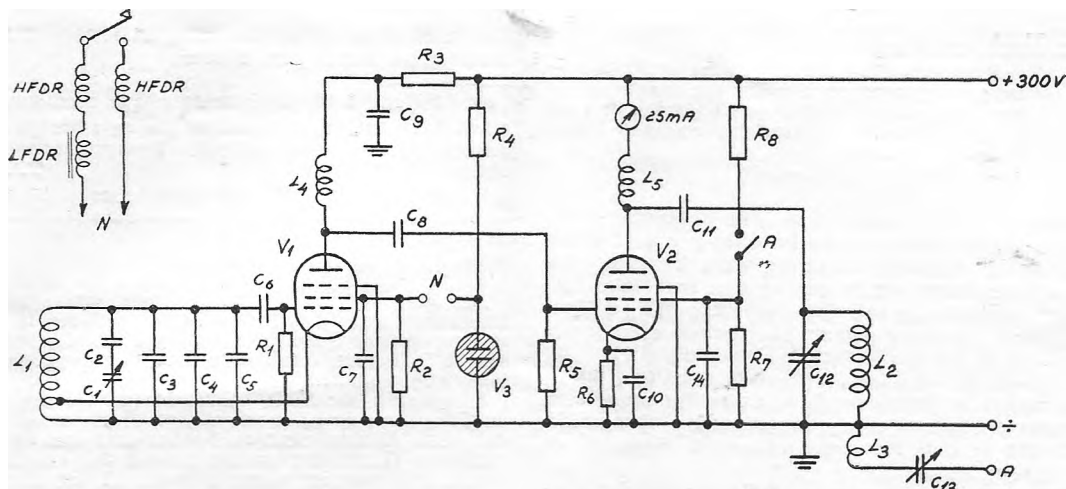 HFDR
HFDR
LFDR
N
R3
C9
R4
+300V
25mA
R8
L4
L5
C8
C11
V1
N
V2
A
C6
L1
C2
C1
C3
C4
C5
R1
C7
R2
V3
R5
R6
C10
C14
R7
C12
L2
÷
L3
C13
A